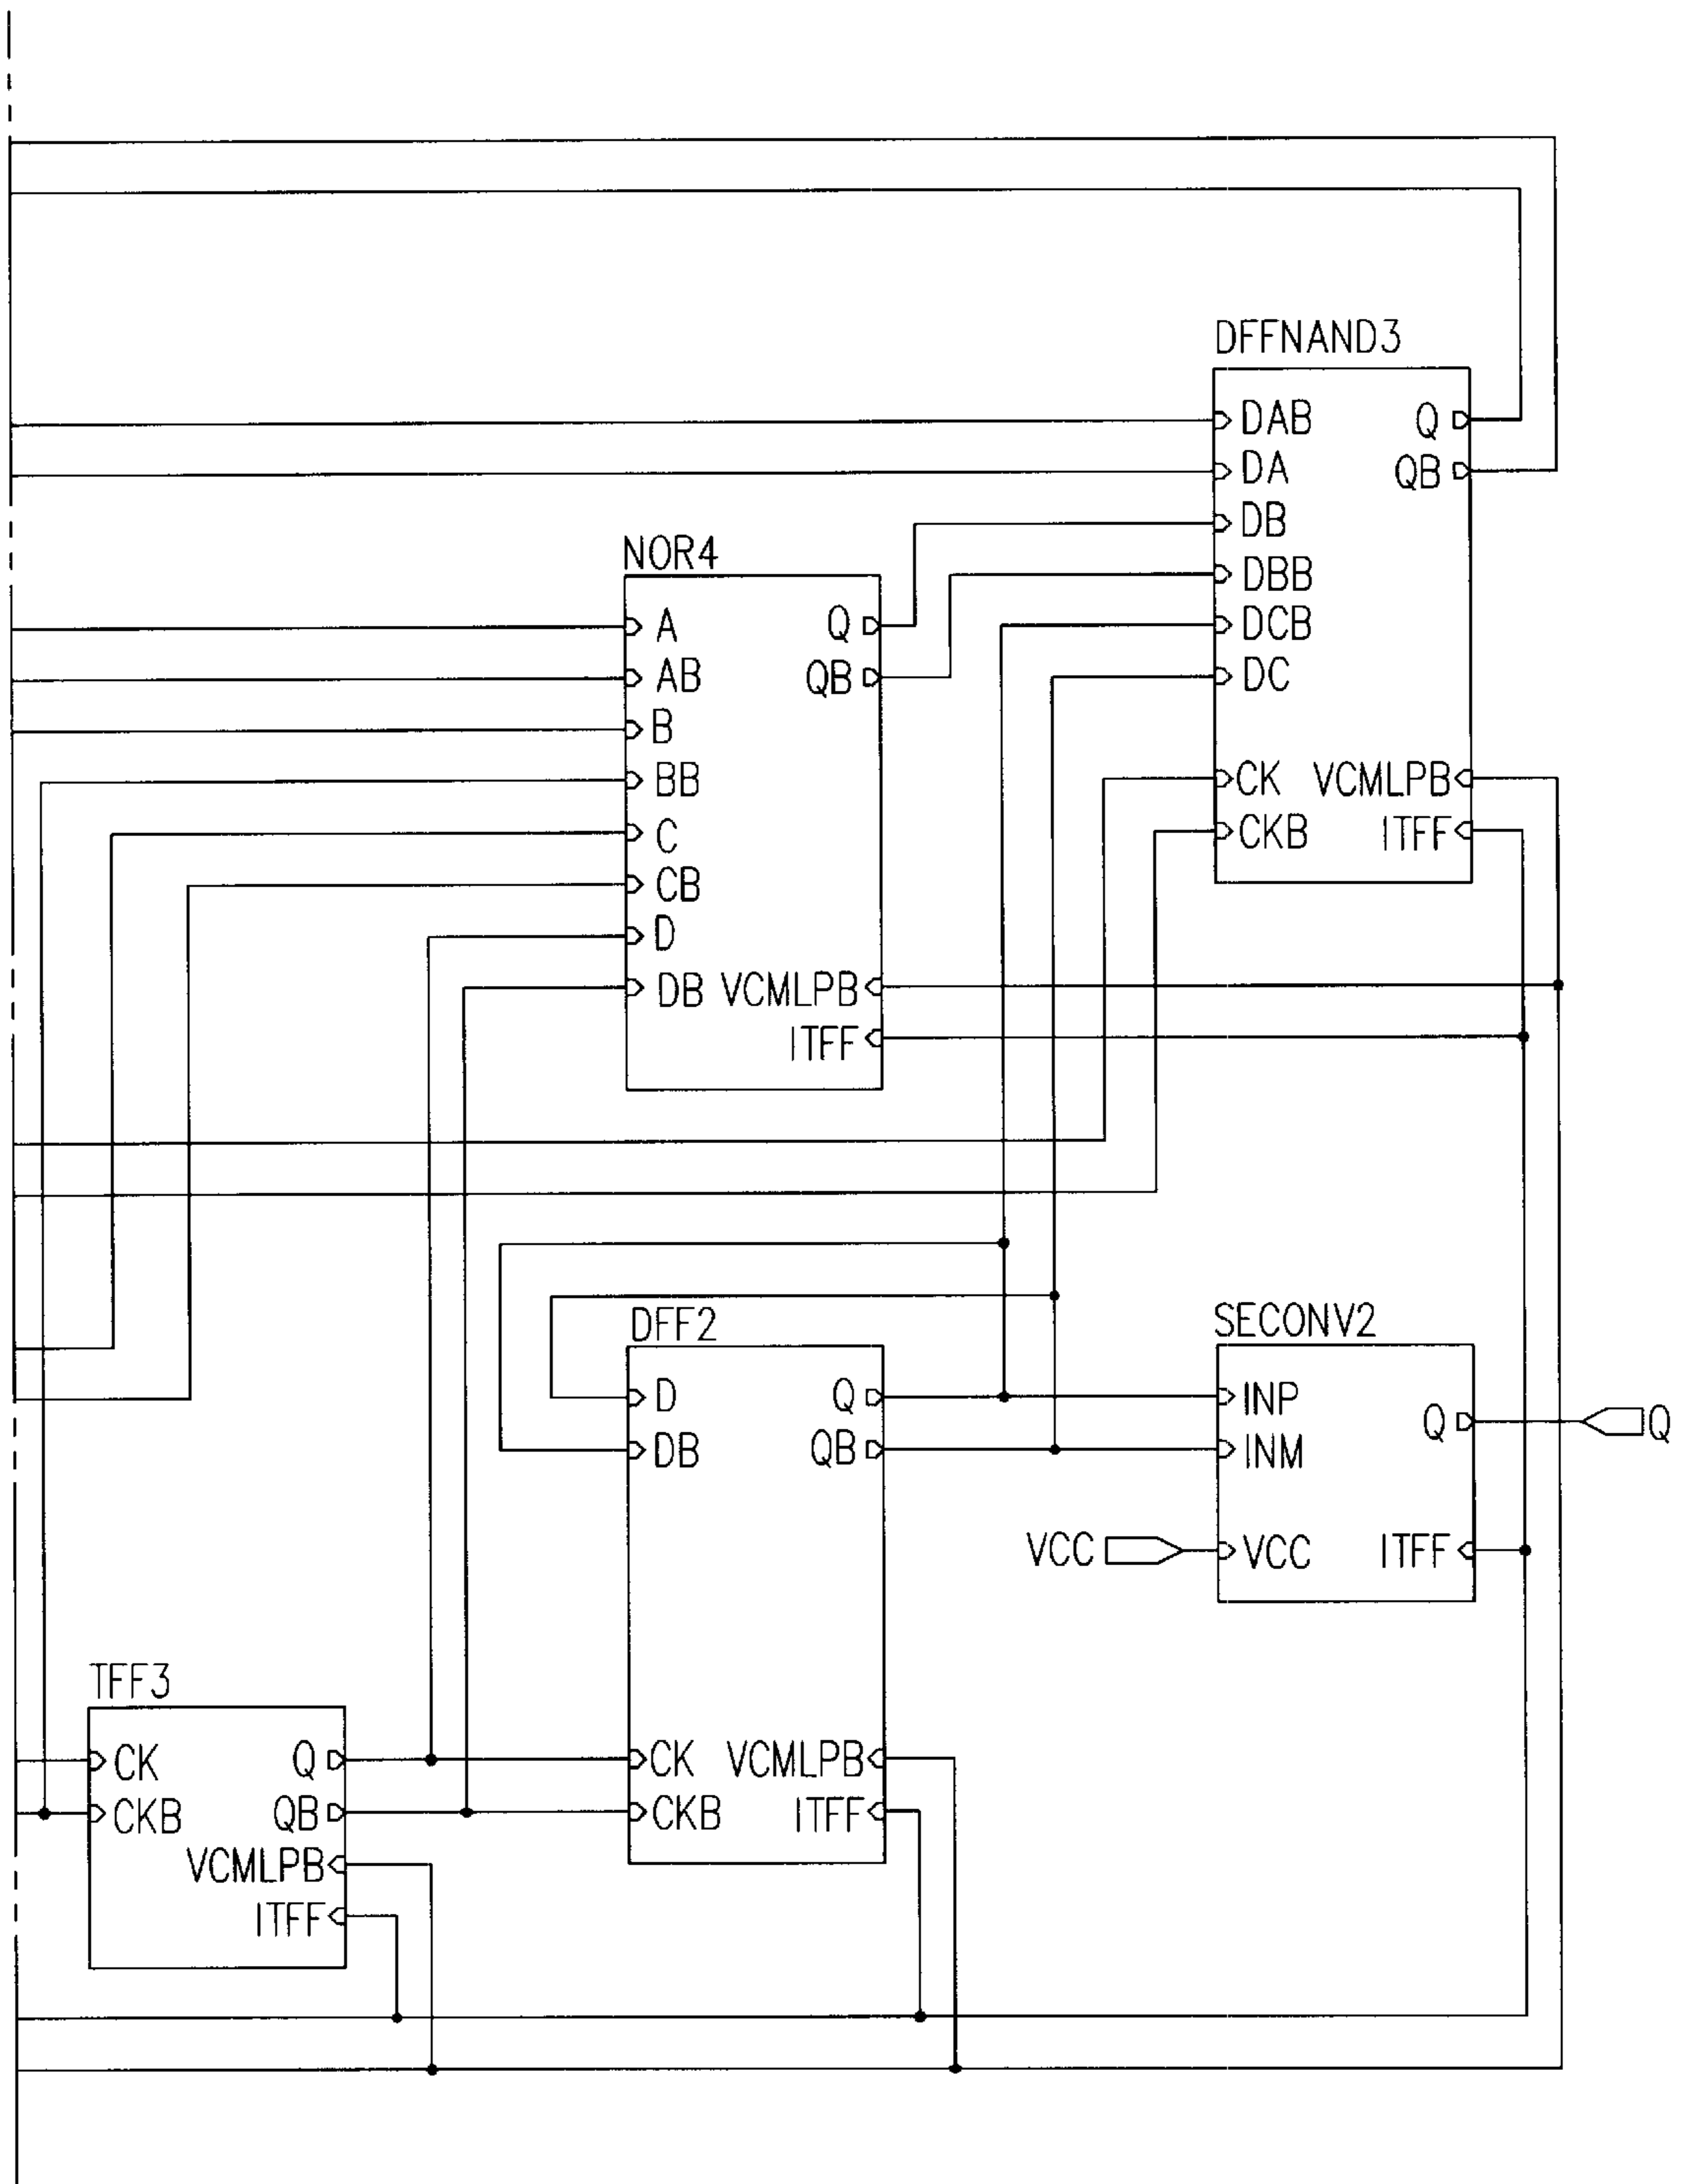 DFFNAND3
DAB Q
DA QB
DB
DBB
DCB
DC
CK VCMLPB
CKB ITFF
NOR4
A Q
AB QB
B
BB
C
CB
D
DB VCMLPB
ITFF
DFF2
D Q
DB QB
CK VCMLPB
CKB ITFF
SECONV2
INP Q
INM
VCC VCC ITFF
Q
TFF3
CK Q
CKB QB
VCMLPB
ITFF